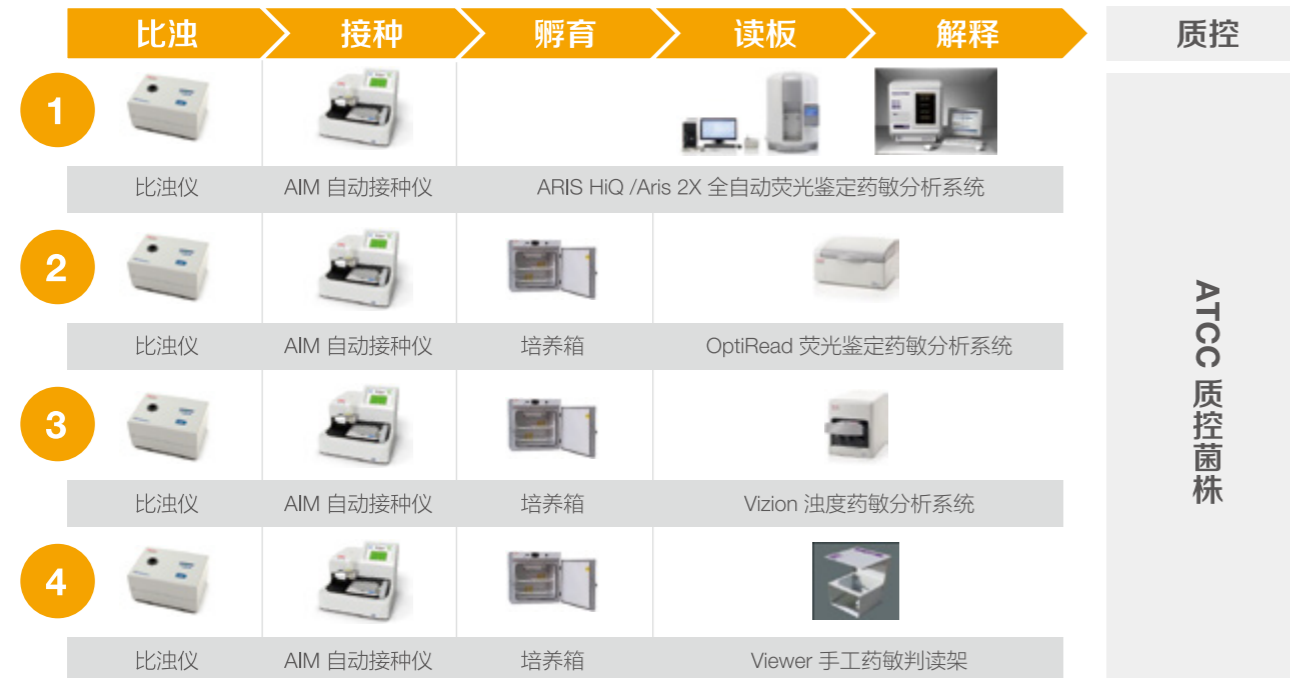 比浊 接种 孵育 读板 解释 质控
1
比浊仪 AIM 自动接种仪 ARIS HiQ /Aris 2X 全自动荧光鉴定药敏分析系统
2
比浊仪 AIM 自动接种仪 培养箱 OptiRead 荧光鉴定药敏分析系统
3
比浊仪 AIM 自动接种仪 培养箱 Vizion 浊度药敏分析系统
4
比浊仪 AIM 自动接种仪 培养箱 Viewer 手工药敏判读架
ATCC 质控菌株